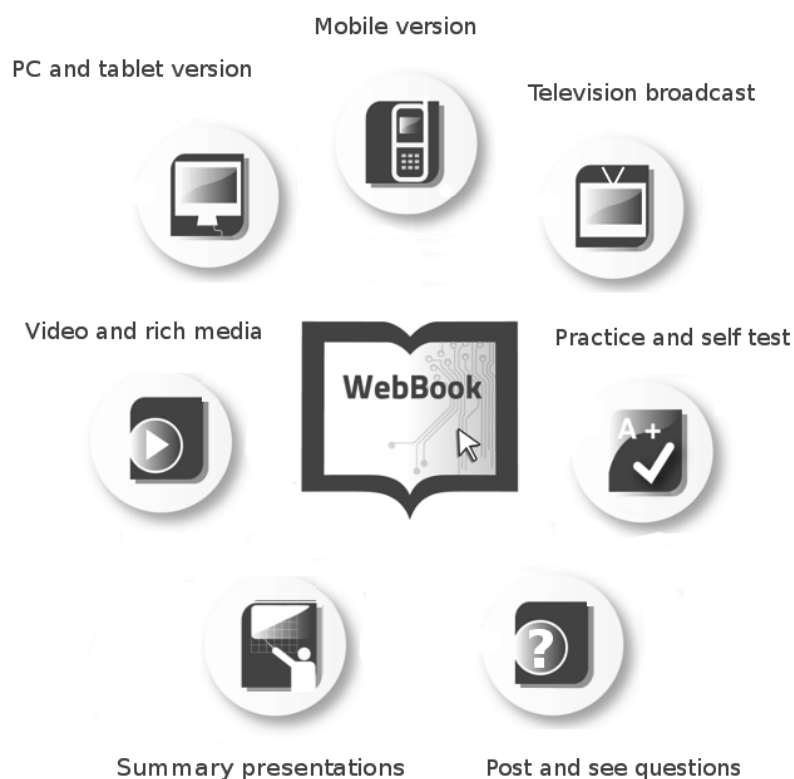 Mobile version
PC and tablet version
Television broadcast
Video and rich media
Practice and self test
WebBook
A +
?
Summary presentations
Post and see questions